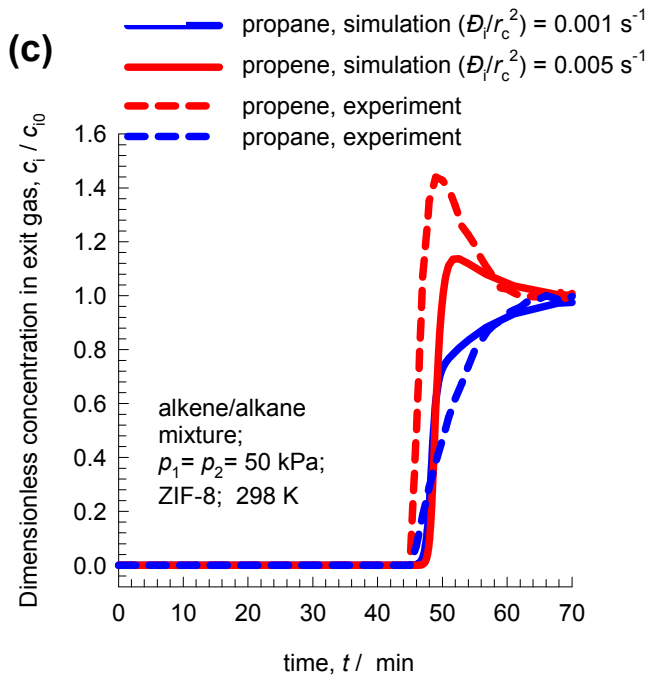 (c)
propane, simulation (Đi/rc²) = 0.001 s⁻¹
propene, simulation (Đi/rc²) = 0.005 s⁻¹
propene, experiment
propane, experiment
Dimensionless concentration in exit gas, ci / ci0
1.6
1.4
1.2
1.0
0.8
0.6
0.4
0.2
0.0
alkene/alkane
mixture;
p1= p2= 50 kPa;
ZIF-8; 298 K
0 10 20 30 40 50 60 70
time, t / min